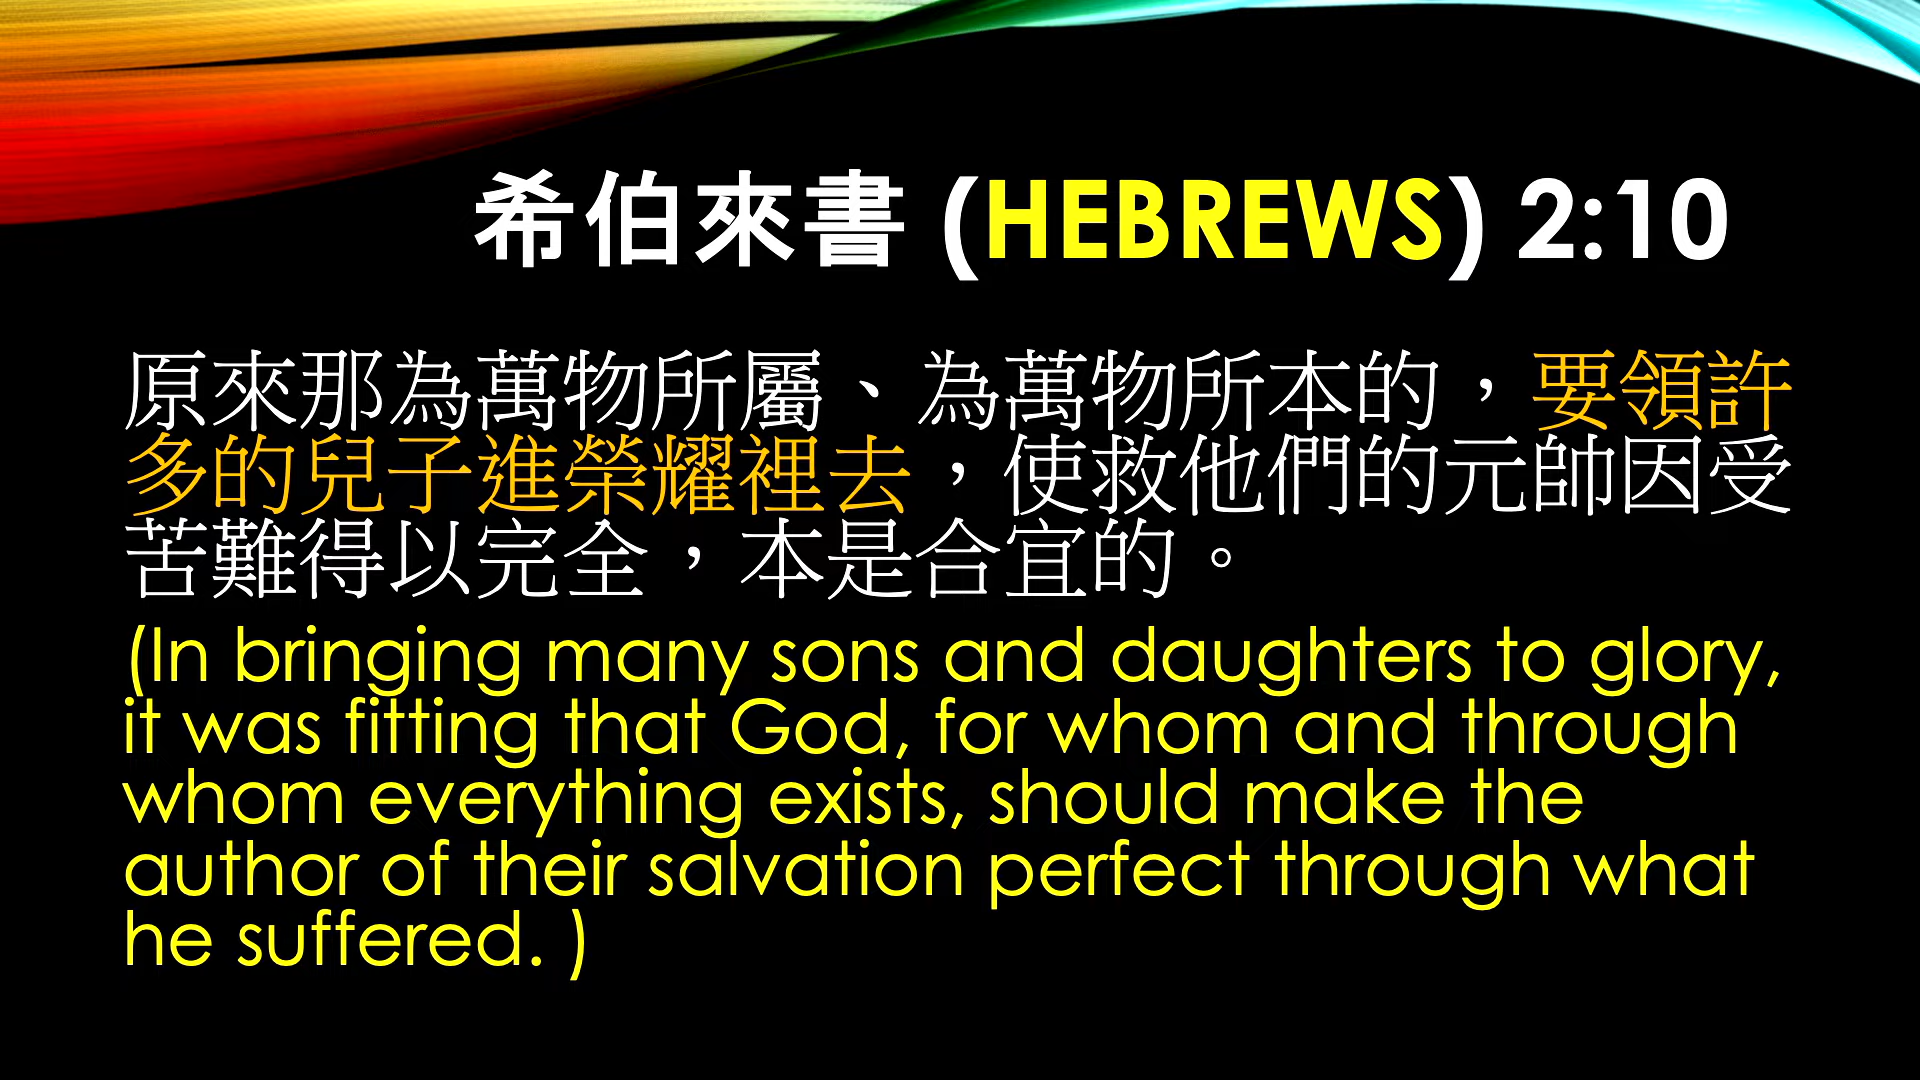 希伯來書 (HEBREWS) 2:10
原來那為萬物所屬、為萬物所本的，要領許
多的兒子進榮耀裡去，使救他們的元帥因受
苦難得以完全，本是合宜的。
(In bringing many sons and daughters to glory,
it was fitting that God, for whom and through
whom everything exists, should make the
author of their salvation perfect through what
he suffered. )